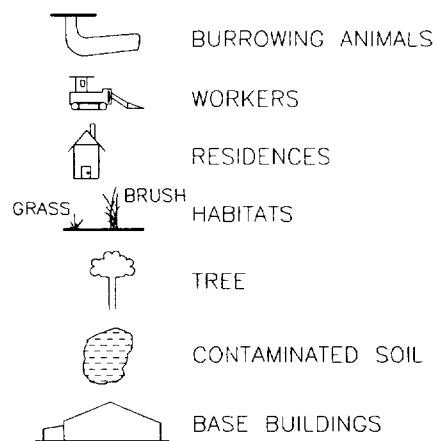 BURROWING ANIMALS
WORKERS
RESIDENCES
GRASS BRUSH HABITATS
TREE
CONTAMINATED SOIL
BASE BUILDINGS